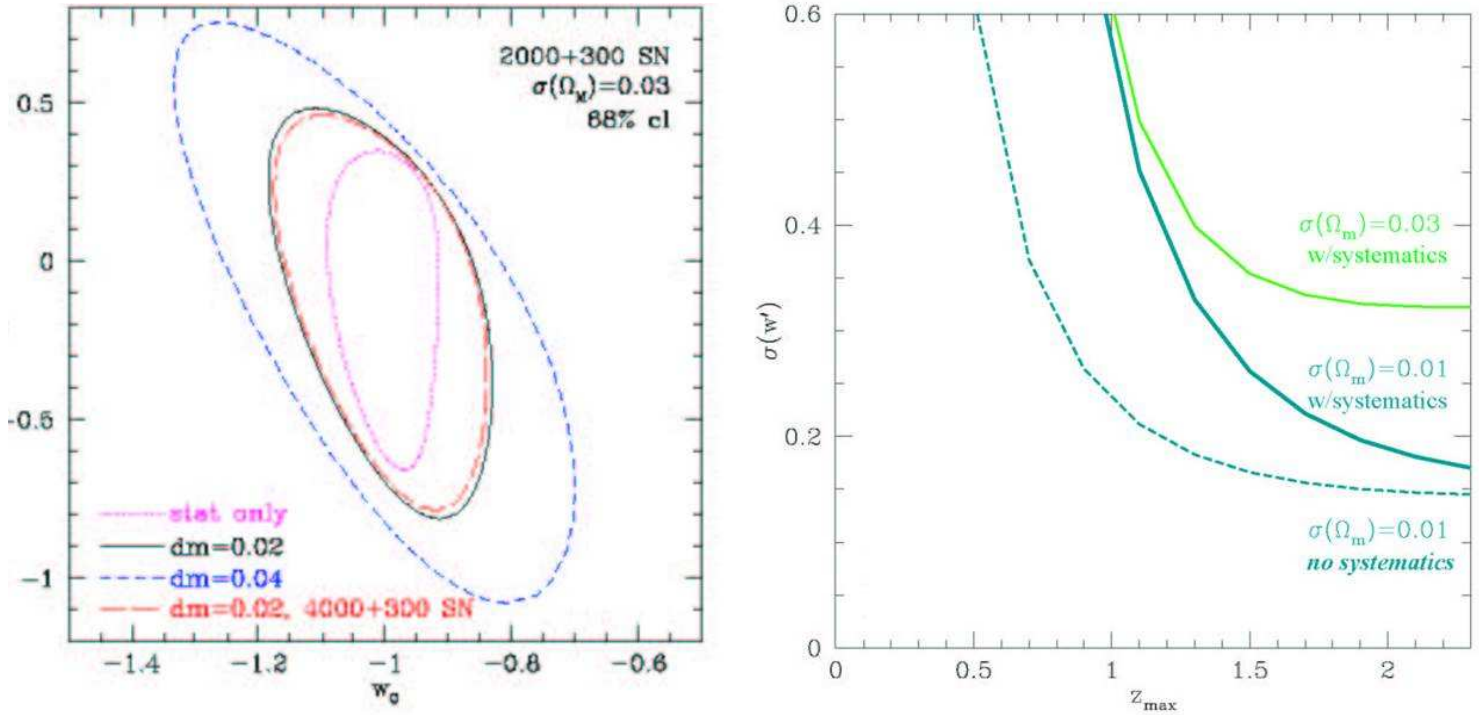 2000+300 SN
σ(Ω_M)=0.03
68% cl
0.5
0
-0.5
-1
stat only
dm=0.02
dm=0.04
dm=0.02, 4000+300 SN
-1.4 -1.2 -1 -0.8 -0.6
w_0
0.6
0.4
0.2
0
σ(w')
σ(Ω_m)=0.03
w/systematics
σ(Ω_m)=0.01
w/systematics
σ(Ω_m)=0.01
no systematics
0 0.5 1 1.5 2
z_max